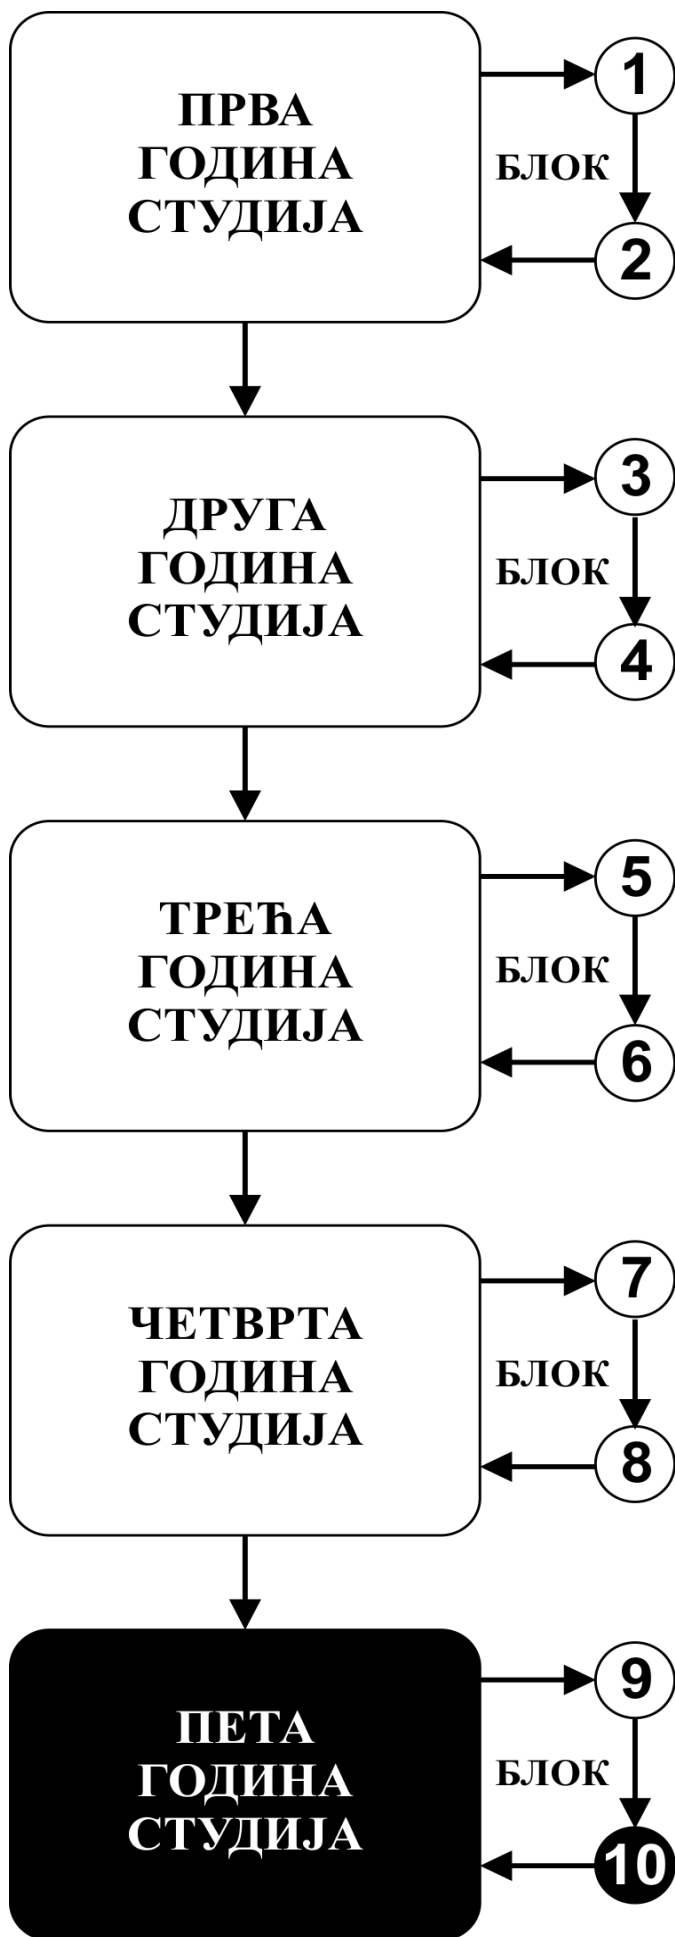 ПРВА
ГОДИНА
СТУДИЈА
1
БЛОК
2
ДРУГА
ГОДИНА
СТУДИЈА
3
БЛОК
4
ТРЕЋА
ГОДИНА
СТУДИЈА
5
БЛОК
6
ЧЕТВРТА
ГОДИНА
СТУДИЈА
7
БЛОК
8
ПЕТА
ГОДИНА
СТУДИЈА
9
БЛОК
10